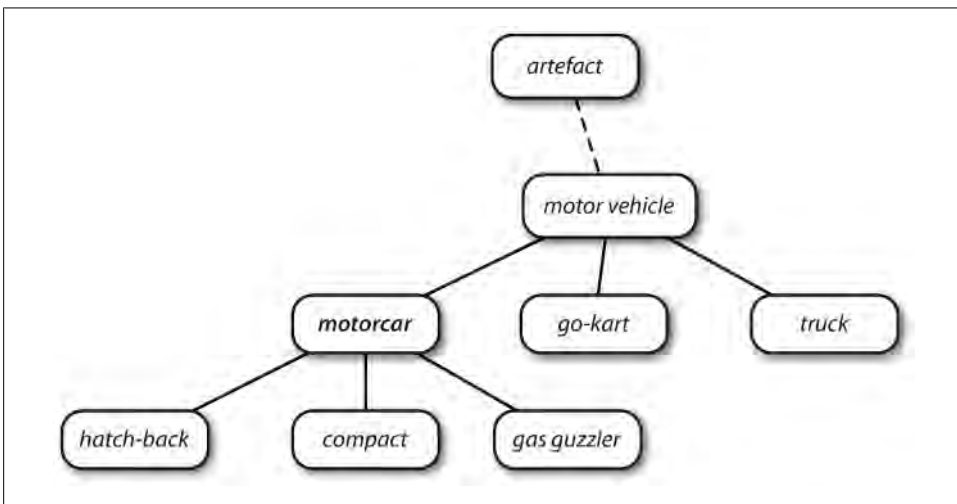 artefact
motor vehicle
motorcar
go-kart
truck
hatch-back
compact
gas guzzler